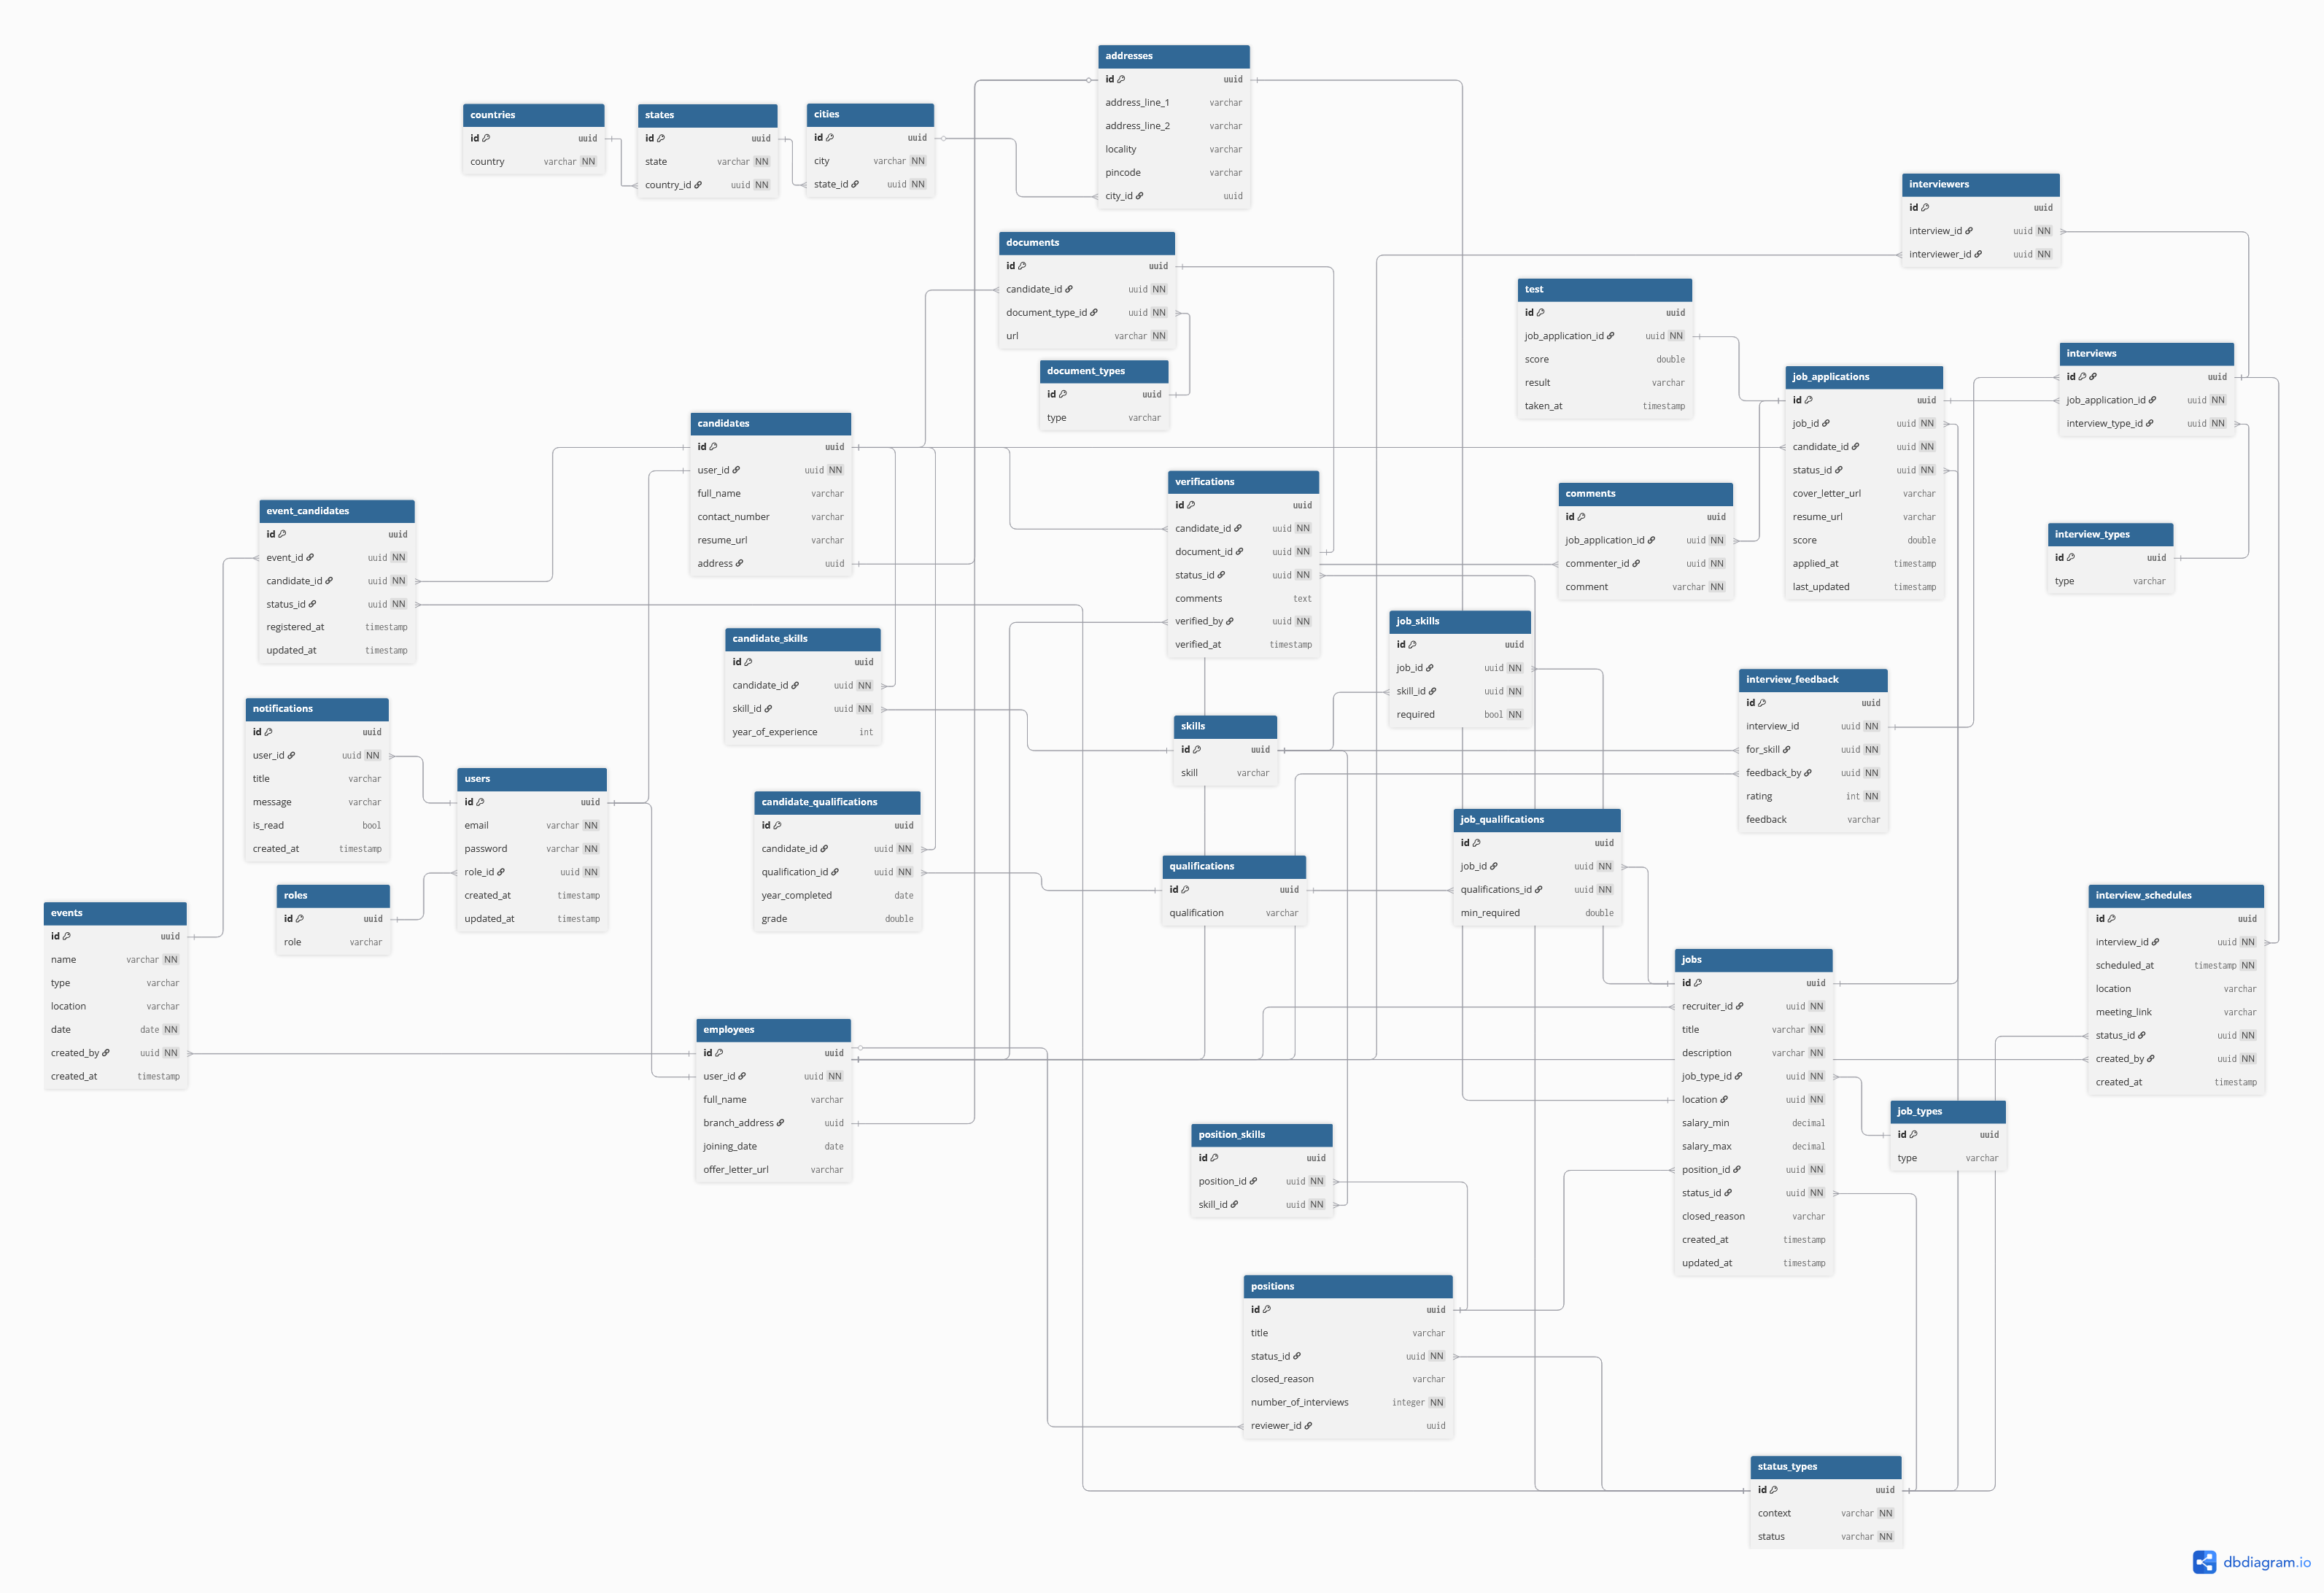 addresses
id uuid
address_line_1 varchar
address_line_2 varchar
locality varchar
pincode varchar
city_id uuid
countries
id uuid
country varchar NN
states
id uuid
state varchar NN
country_id uuid NN
cities
id uuid
city varchar NN
state_id uuid NN
interviewers
id uuid
interview_id uuid NN
interviewer_id uuid NN
documents
id uuid
candidate_id uuid NN
document_type_id uuid NN
url varchar NN
test
id uuid
job_application_id uuid NN
score double
result varchar
taken_at timestamp
document_types
id uuid
type varchar
job_applications
id uuid
job_id uuid NN
candidate_id uuid NN
status_id uuid NN
cover_letter_url varchar
resume_url varchar
score double
applied_at timestamp
last_updated timestamp
interviews
id uuid
job_application_id uuid NN
interview_type_id uuid NN
candidates
id uuid
user_id uuid NN
full_name varchar
contact_number varchar
resume_url varchar
address uuid
verifications
id uuid
candidate_id uuid NN
document_id uuid NN
status_id uuid NN
comments text
verified_by uuid NN
verified_at timestamp
comments
id uuid
job_application_id uuid NN
commenter_id uuid NN
comment varchar NN
interview_types
id uuid
type varchar
event_candidates
id uuid
event_id uuid NN
candidate_id uuid NN
status_id uuid NN
registered_at timestamp
updated_at timestamp
candidate_skills
id uuid
candidate_id uuid NN
skill_id uuid NN
year_of_experience int
job_skills
id uuid
job_id uuid NN
skill_id uuid NN
required bool NN
interview_feedback
id uuid
interview_id uuid NN
for_skill uuid NN
feedback_by uuid NN
rating int NN
feedback varchar
notifications
id uuid
user_id uuid NN
title varchar
message varchar
is_read bool
created_at timestamp
skills
id uuid
skill varchar
users
id uuid
email varchar NN
password varchar NN
role_id uuid NN
created_at timestamp
updated_at timestamp
candidate_qualifications
id uuid
candidate_id uuid NN
qualification_id uuid NN
year_completed date
grade double
job_qualifications
id uuid
job_id uuid NN
qualifications_id uuid NN
min_required double
qualifications
id uuid
qualification varchar
roles
id uuid
role varchar
interview_schedules
id uuid
interview_id uuid NN
scheduled_at timestamp NN
location varchar
meeting_link varchar
status_id uuid NN
created_by uuid NN
created_at timestamp
events
id uuid
name varchar NN
type varchar
location varchar
date date NN
created_by uuid NN
created_at timestamp
jobs
id uuid
recruiter_id uuid NN
title varchar NN
description varchar NN
job_type_id uuid NN
location uuid NN
salary_min decimal
salary_max decimal
position_id uuid NN
status_id uuid NN
closed_reason varchar
created_at timestamp
updated_at timestamp
employees
id uuid
user_id uuid NN
full_name varchar
branch_address uuid
joining_date date
offer_letter_url varchar
job_types
id uuid
type varchar
position_skills
id uuid
position_id uuid NN
skill_id uuid NN
positions
id uuid
title varchar
status_id uuid NN
closed_reason varchar
number_of_interviews integer NN
reviewer_id uuid
status_types
id uuid
context varchar NN
status varchar NN
dbdiagram.io